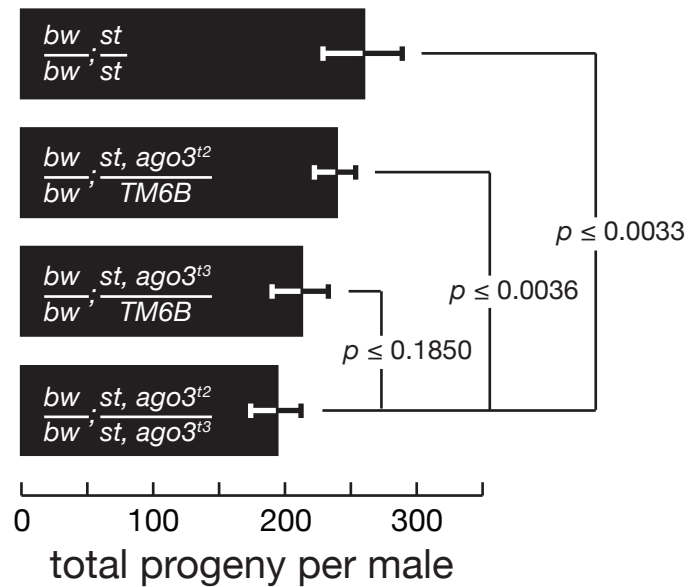 bw ; st
bw st
bw ; st, ago3t2
bw TM6B
bw ; st, ago3t3
bw TM6B
bw ; st, ago3t2
bw st, ago3t3
p ≤ 0.0033
p ≤ 0.0036
p ≤ 0.1850
0 100 200 300
total progeny per male